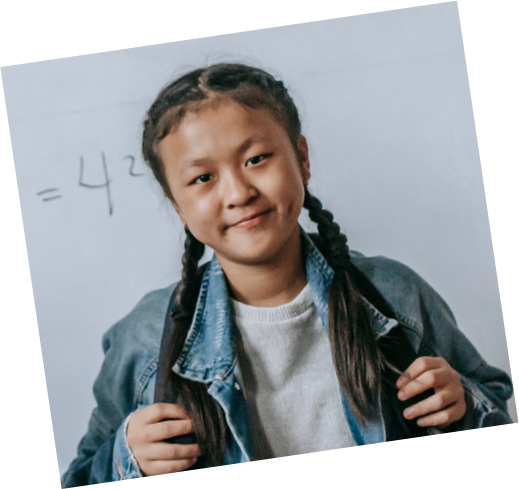 = 4²